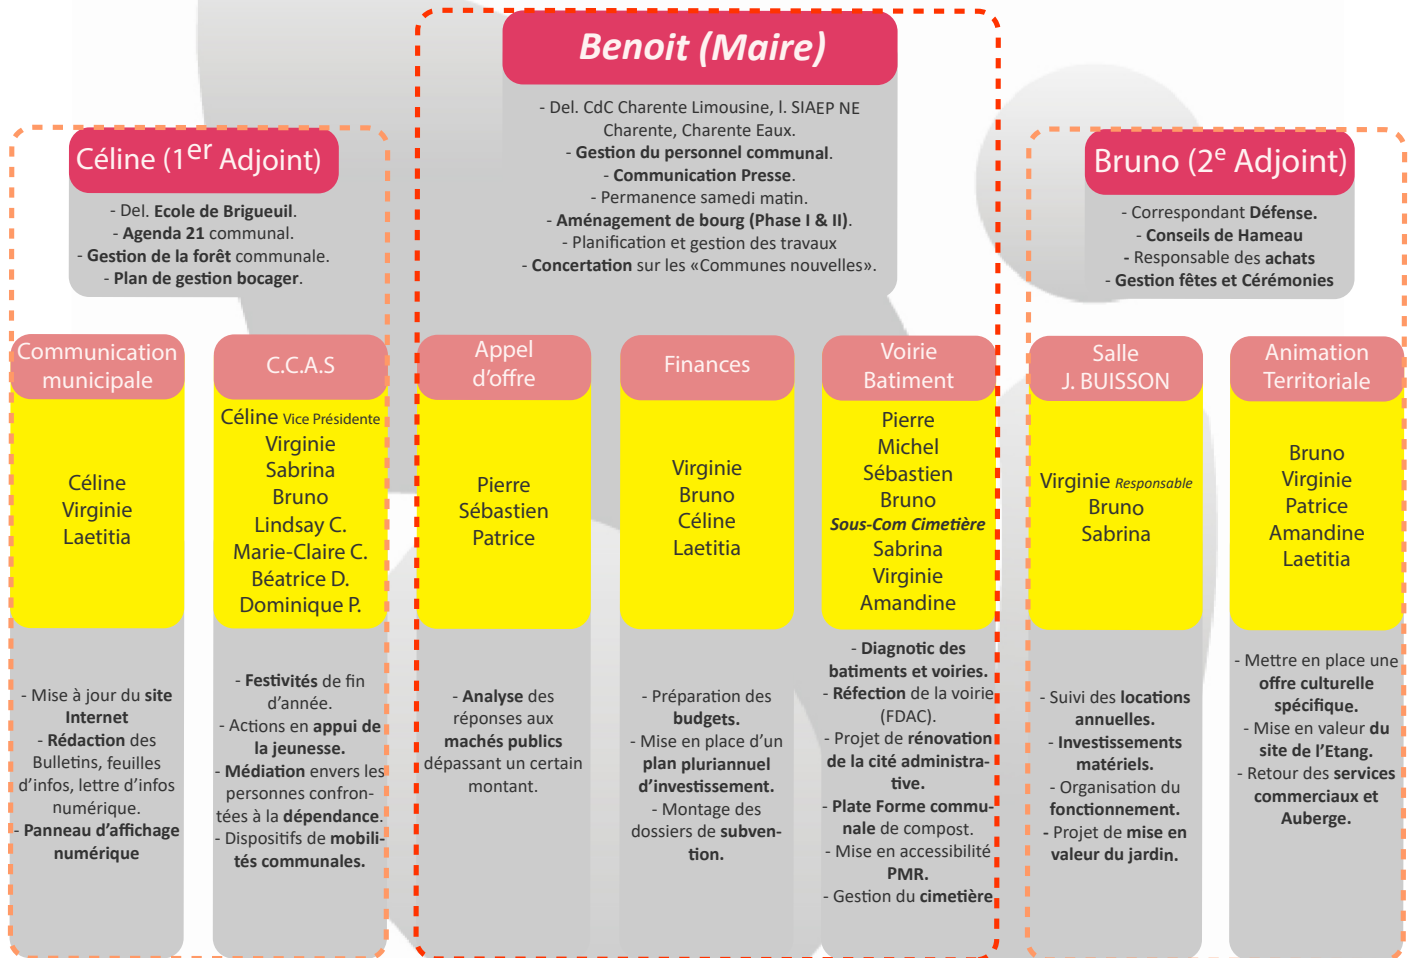 Benoit (Maire)
- Del. CdC Charente Limousine, l. SIAEP NE
Charente, Charente Eaux.
- Gestion du personnel communal.
- Communication Presse.
- Permanence samedi matin.
- Aménagement de bourg (Phase I & II).
- Planification et gestion des travaux
- Concertation sur les «Communes nouvelles».
Céline (1er Adjoint)
- Del. Ecole de Brigueuil.
- Agenda 21 communal.
- Gestion de la forêt communale.
- Plan de gestion bocager.
Bruno (2e Adjoint)
- Correspondant Défense.
- Conseils de Hameau
- Responsable des achats
- Gestion fêtes et Cérémonies
Communication
municipale
Céline
Virginie
Laetitia
- Mise à jour du site
Internet
- Rédaction des
Bulletins, feuilles
d'infos, lettre d'infos
numérique.
- Panneau d'affichage
numérique
C.C.A.S
Céline Vice Présidente
Virginie
Sabrina
Bruno
Lindsay C.
Marie-Claire C.
Béatrice D.
Dominique P.
- Festivités de fin
d'année.
- Actions en appui de
la jeunesse.
- Médiation envers les
personnes confron-
tées à la dépendance.
- Dispositifs de mobili-
tés communales.
Appel
d'offre
Pierre
Sébastien
Patrice
- Analyse des
réponses aux
machés publics
dépassant un certain
montant.
Finances
Virginie
Bruno
Céline
Laetitia
- Préparation des
budgets.
- Mise en place d'un
plan pluriannuel
d'investissement.
- Montage des
dossiers de subven-
tion.
Voirie
Batiment
Pierre
Michel
Sébastien
Bruno
Sous-Com Cimetière
Sabrina
Virginie
Amandine
- Diagnotic des
batiments et voiries.
- Réfection de la voirie
(FDAC).
- Projet de rénovation
de la cité administra-
tive.
- Plate Forme commu-
nale de compost.
- Mise en accessibilité
PMR.
- Gestion du cimetière
Salle
J. BUISSON
Virginie Responsable
Bruno
Sabrina
- Suivi des locations
annuelles.
- Investissements
matériels.
- Organisation du
fonctionnement.
- Projet de mise en
valeur du jardin.
Animation
Territoriale
Bruno
Virginie
Patrice
Amandine
Laetitia
- Mettre en place une
offre culturelle
spécifique.
- Mise en valeur du
site de l'Etang.
- Retour des services
commerciaux et
Auberge.